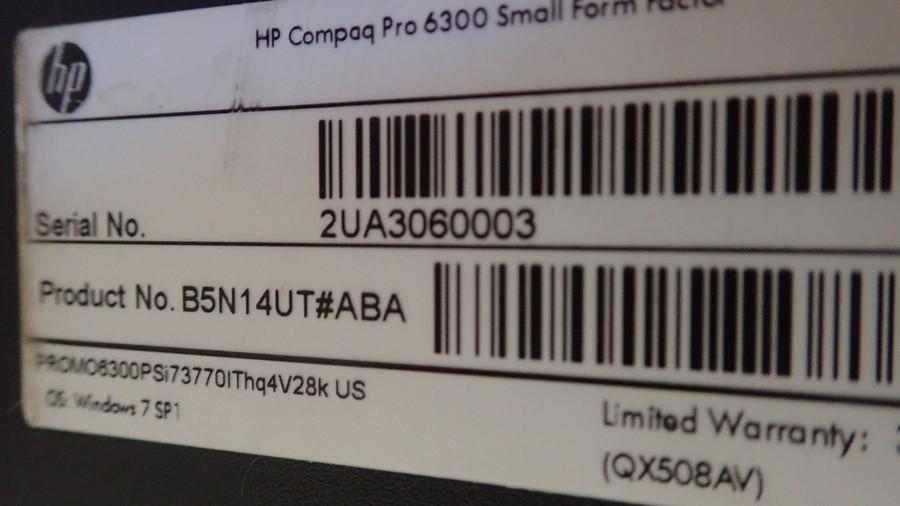 hp
HP Compaq Pro 6300 Small Form Factor
Serial No.
2UA3060003
Product No. B5N14UT#ABA
PROMO6300PSi73770IThq4V28k US
OS: Windows 7 SP1
Limited Warranty:
(QX508AV)